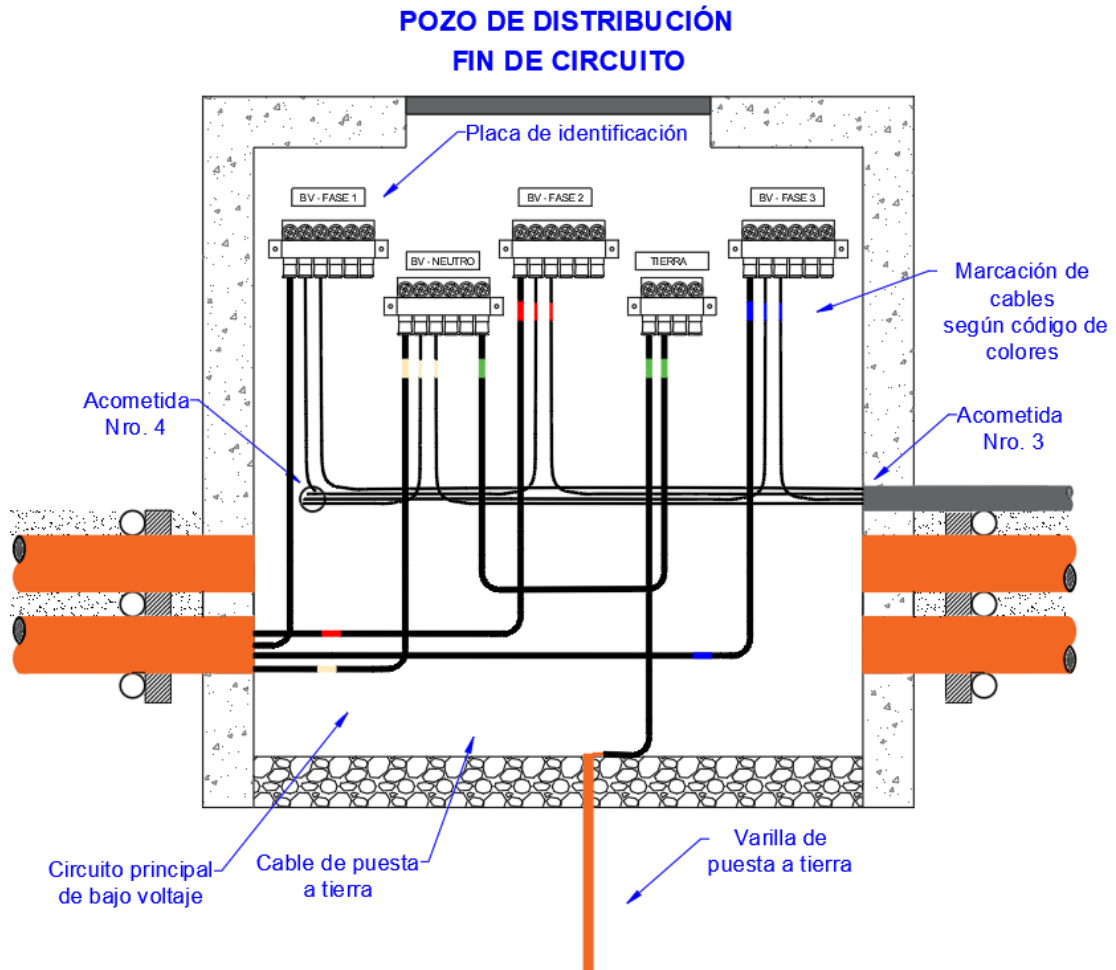 POZO DE DISTRIBUCIÓN
FIN DE CIRCUITO
Placa de identificación
BV - FASE 1
BV - FASE 2
BV - FASE 3
BV - NEUTRO
TIERRA
Marcación de
cables
según código de
colores
Acometida
Nro. 4
Acometida
Nro. 3
Circuito principal
de bajo voltaje
Cable de puesta
a tierra
Varilla de
puesta a tierra